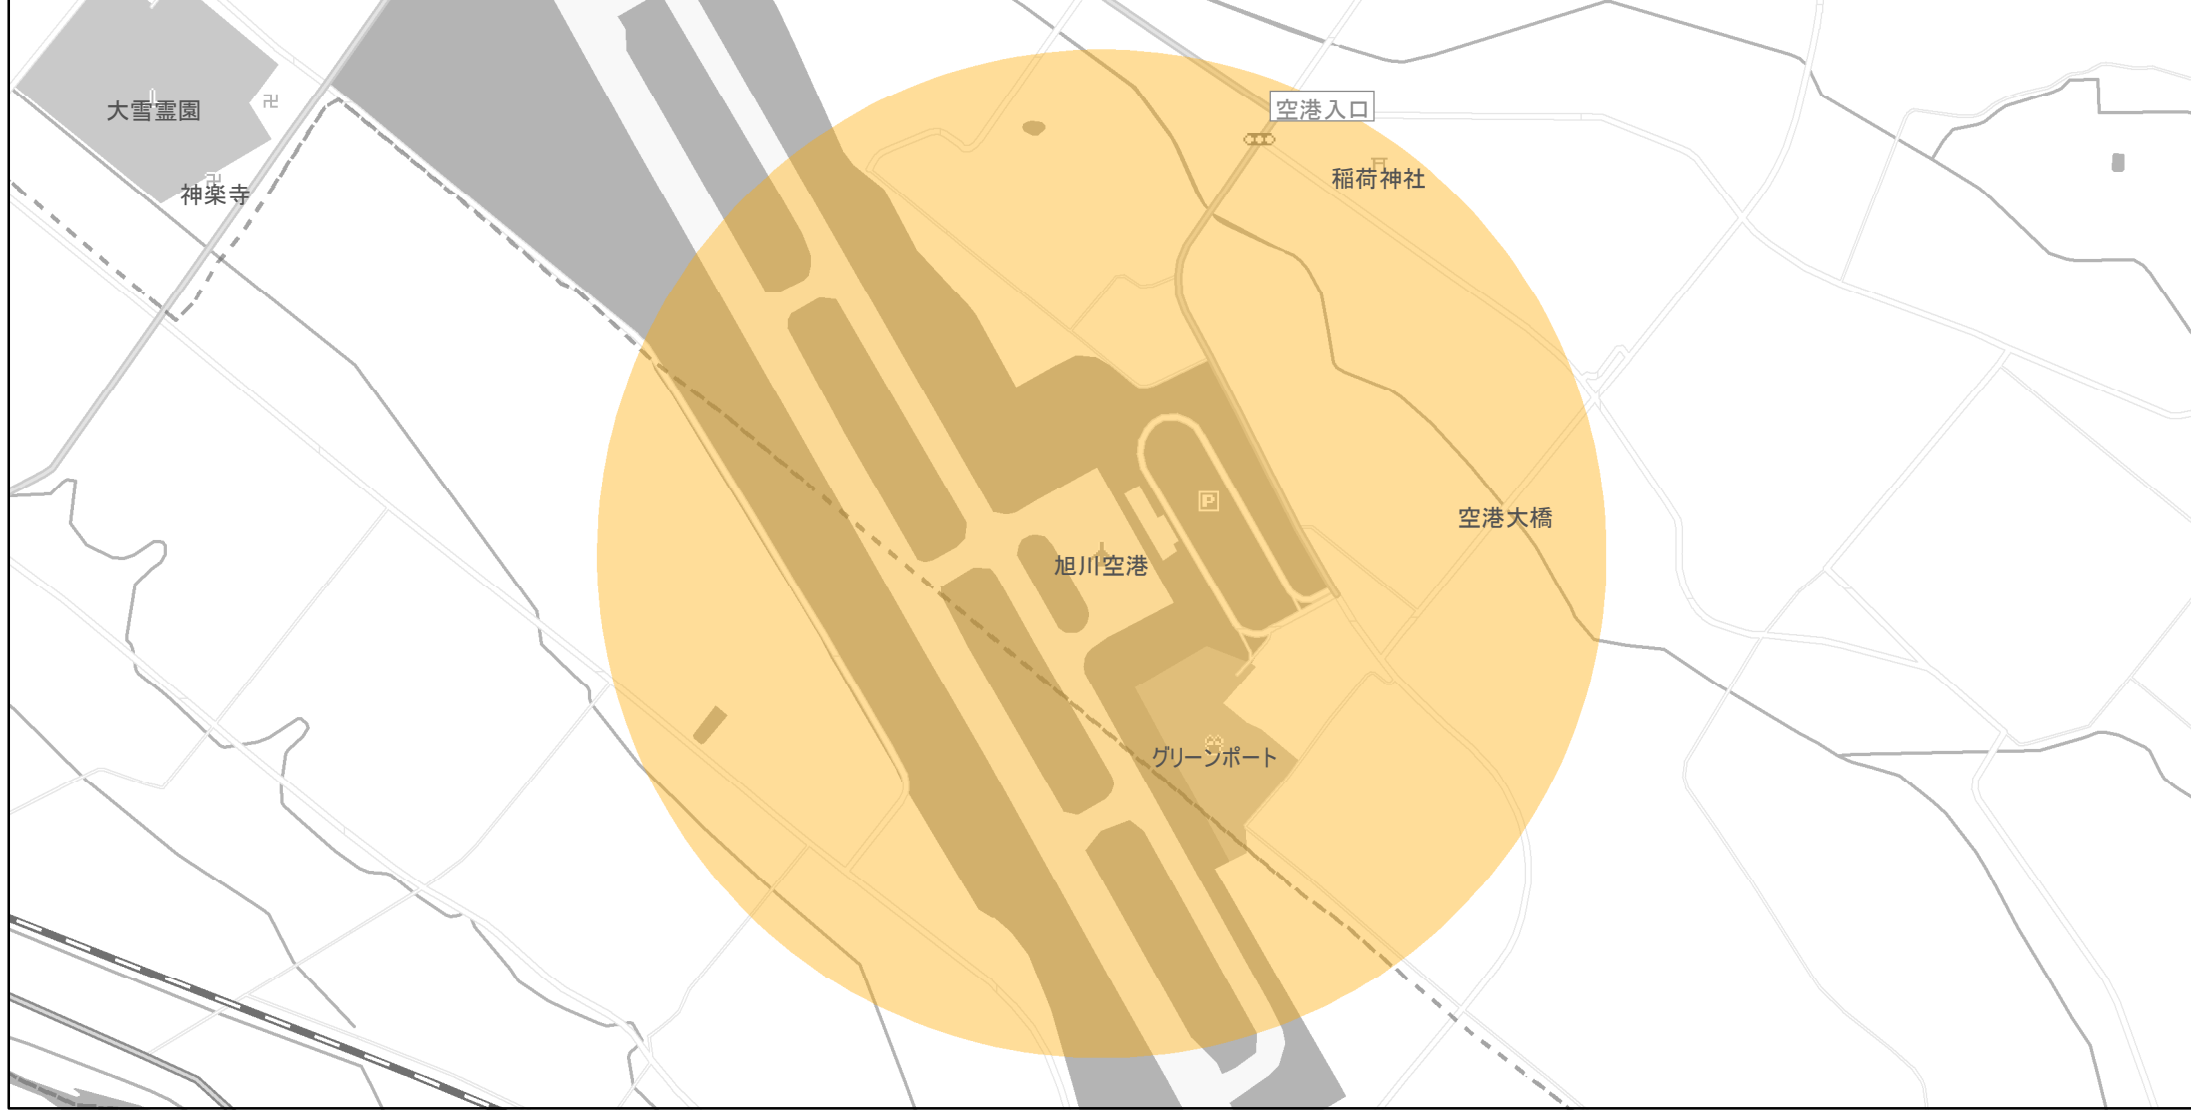 空港入口
大雪霊園
稲荷神社
神楽寺
P
空港大橋
旭川空港
グリーンポート